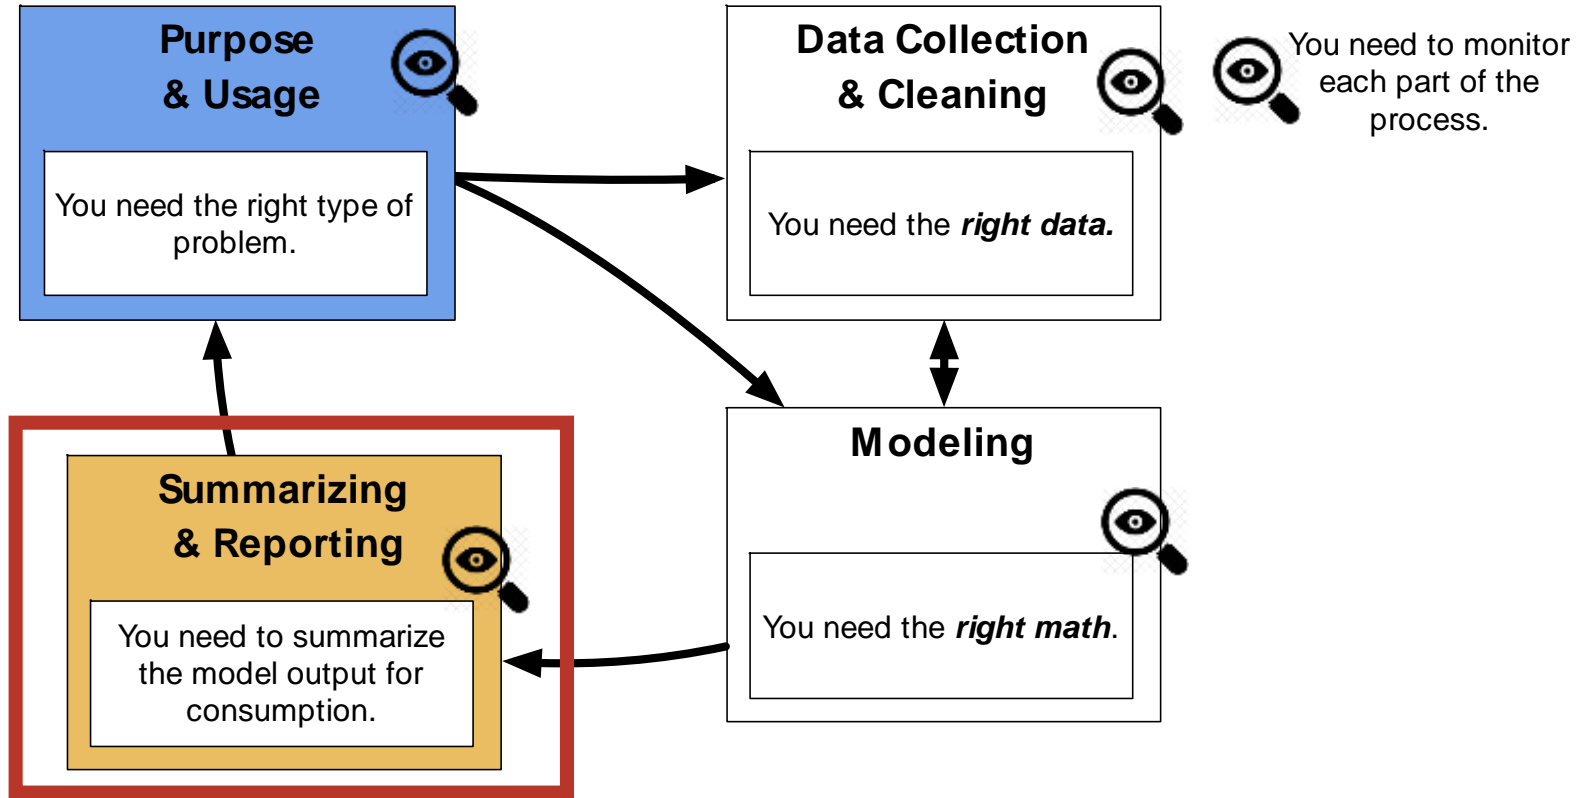 Purpose
& Usage
You need the right type of
problem.
Data Collection
& Cleaning
You need the right data.
You need to monitor
each part of the
process.
Summarizing
& Reporting
You need to summarize
the model output for
consumption.
Modeling
You need the right math.